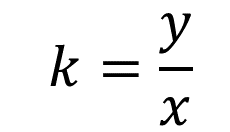 k = y/x